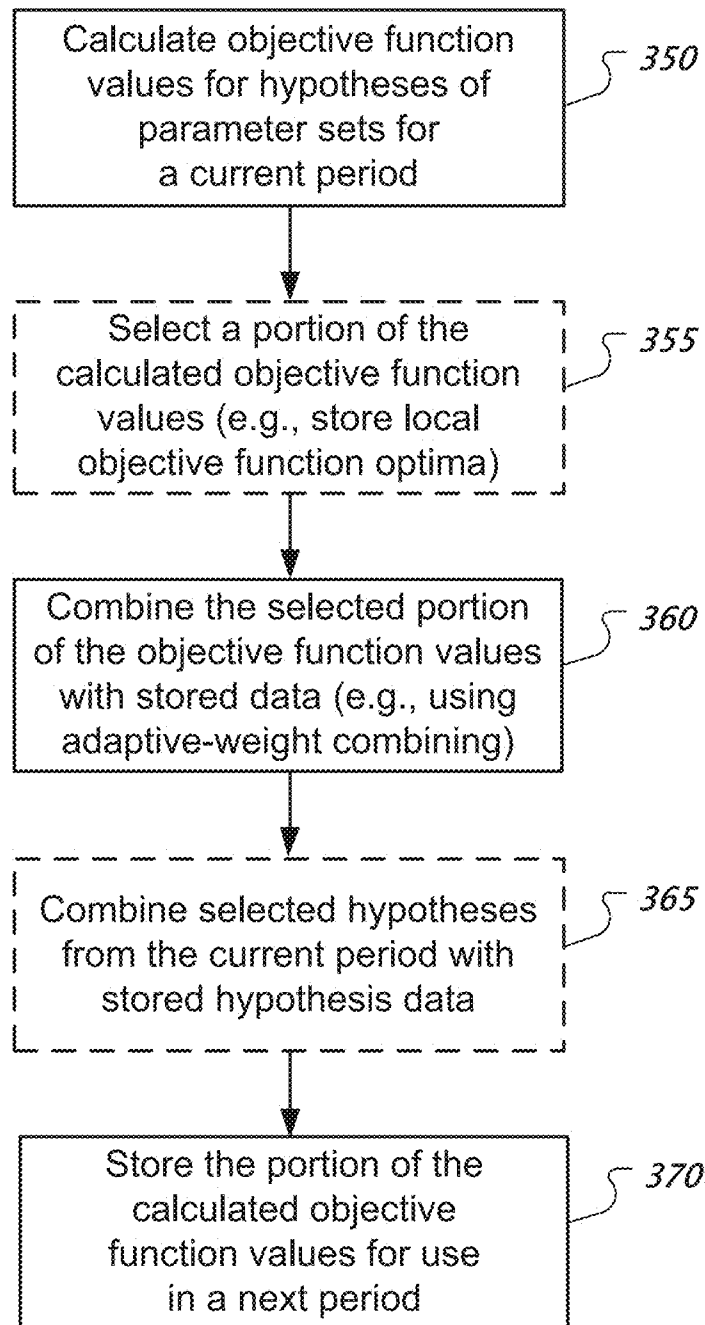 Calculate objective function
values for hypotheses of
parameter sets for
a current period
350
Select a portion of the
calculated objective function
values (e.g., store local
objective function optima)
355
Combine the selected portion
of the objective function values
with stored data (e.g., using
adaptive-weight combining)
360
Combine selected hypotheses
from the current period with
stored hypothesis data
365
Store the portion of the
calculated objective
function values for use
in a next period
370